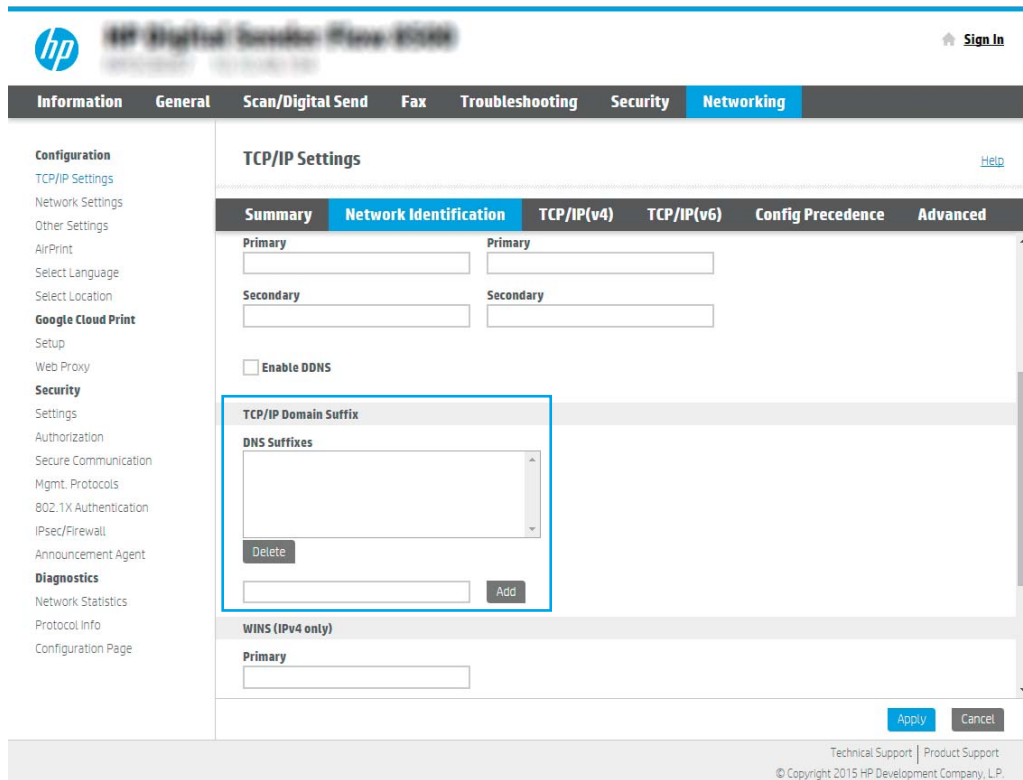 hp
Sign In
Information General Scan/Digital Send Fax Troubleshooting Security Networking
Configuration
TCP/IP Settings
Network Settings
Other Settings
AirPrint
Select Language
Select Location
Google Cloud Print
Setup
Web Proxy
Security
Settings
Authorization
Secure Communication
Mgmt. Protocols
802.1X Authentication
IPsec/Firewall
Announcement Agent
Diagnostics
Network Statistics
Protocol Info
Configuration Page
TCP/IP Settings
Help
Summary Network Identification TCP/IP(v4) TCP/IP(v6) Config Precedence Advanced
Primary Primary
Secondary Secondary
Enable DDNS
TCP/IP Domain Suffix
DNS Suffixes
Delete
Add
WINS (IPv4 only)
Primary
Apply Cancel
Technical Support | Product Support
© Copyright 2015 HP Development Company, L.P.